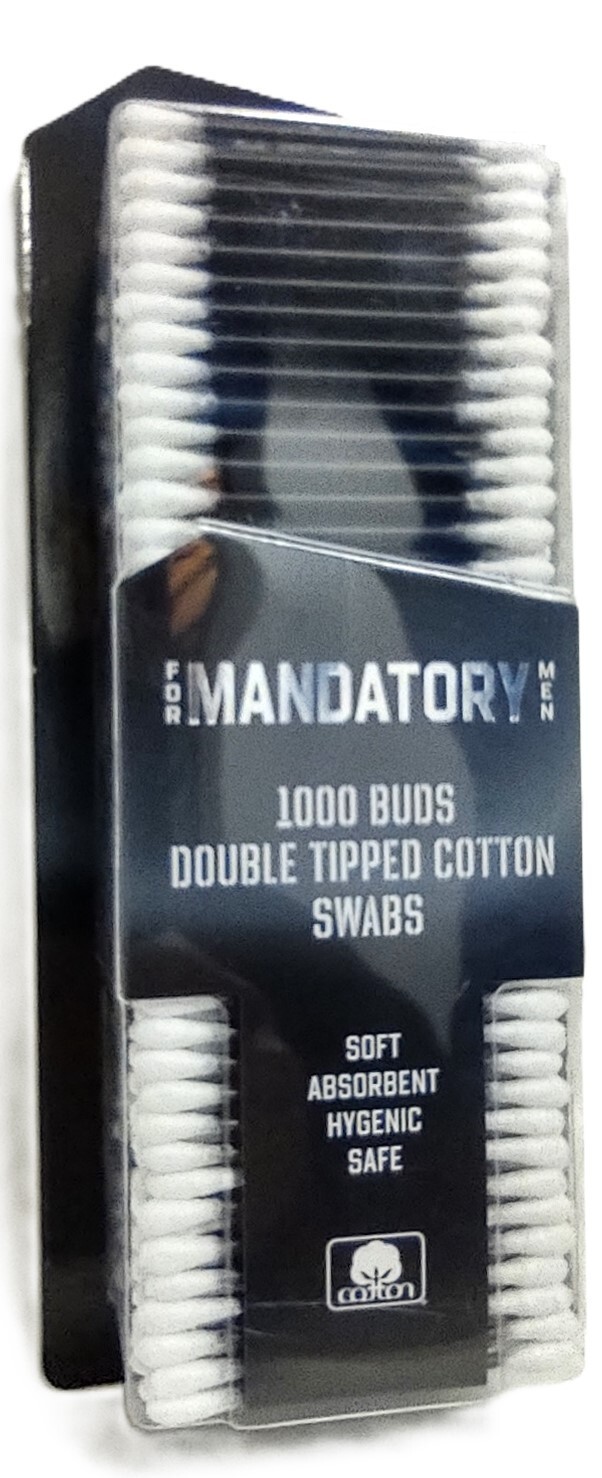 FOR MANDATORY MEN
1000 BUDS
DOUBLE TIPPED COTTON
SWABS
SOFT
ABSORBENT
HYGENIC
SAFE
cotton